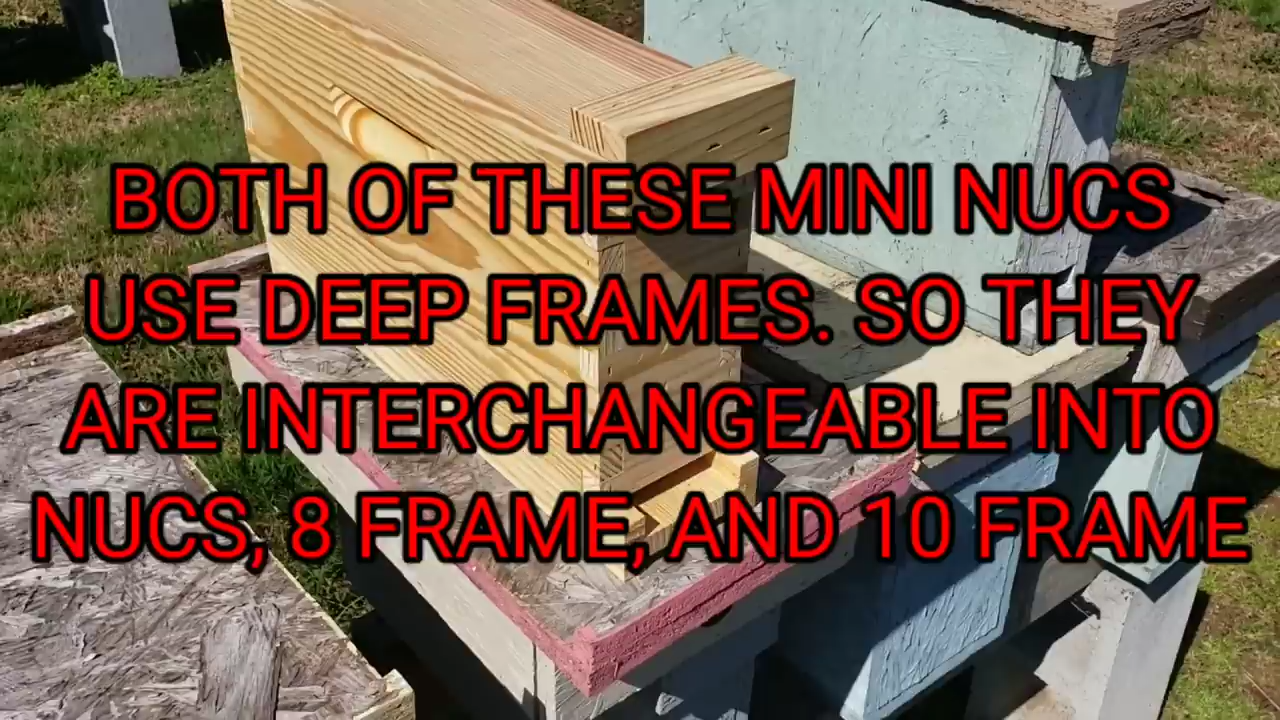 BOTH OF THESE MINI NUCS
USE DEEP FRAMES. SO THEY
ARE INTERCHANGEABLE INTO
NUCS, 8 FRAME, AND 10 FRAME